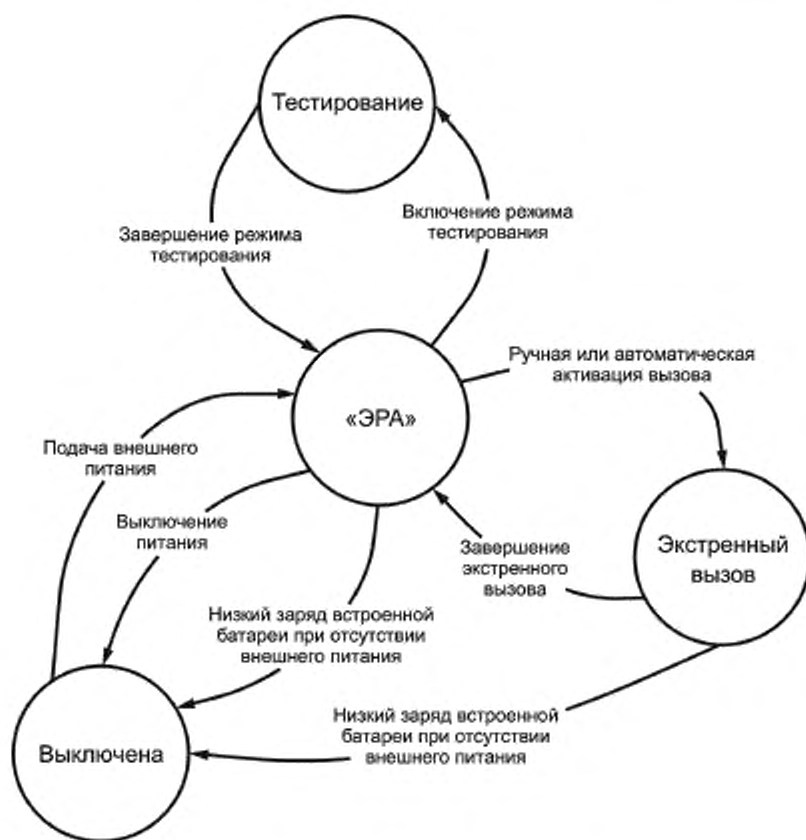 Тестирование
Включение режима
тестирования
Завершение режима
тестирования
Ручная или автоматическая
активация вызова
«ЭРА»
Подача внешнего
питания
Выключение
питания
Завершение
экстренного
вызова
Экстренный
вызов
Низкий заряд встроенной
батареи при отсутствии
внешнего питания
Низкий заряд встроенной
батареи при отсутствии
внешнего питания
Выключена